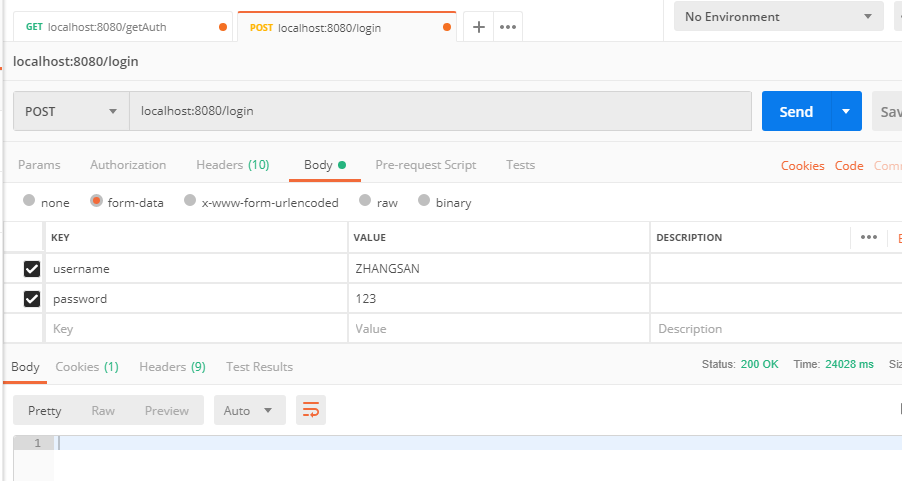 GET localhost:8080/getAuth POST localhost:8080/login + ••• No Environment
localhost:8080/login
POST localhost:8080/login Send Sav
Params Authorization Headers (10) Body Pre-request Script Tests Cookies Code Com
none form-data x-www-form-urlencoded raw binary
KEY VALUE DESCRIPTION •••
username ZHANGSAN
password 123
Key Value Description
Body Cookies (1) Headers (9) Test Results Status: 200 OK Time: 24028 ms Siz
Pretty Raw Preview Auto
1